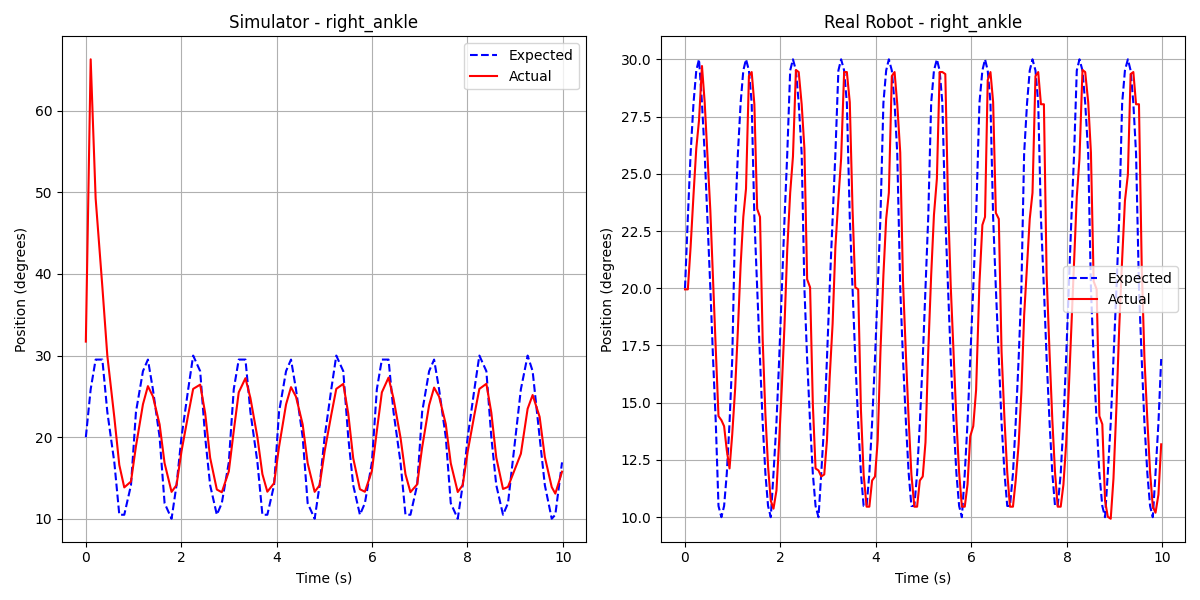 Simulator - right_ankle
Expected
Actual
Position (degrees)
60
50
40
30
20
10
0
2
4
6
8
10
Time (s)
Real Robot - right_ankle
Expected
Actual
Position (degrees)
30.0
27.5
25.0
22.5
20.0
17.5
15.0
12.5
10.0
0
2
4
6
8
10
Time (s)